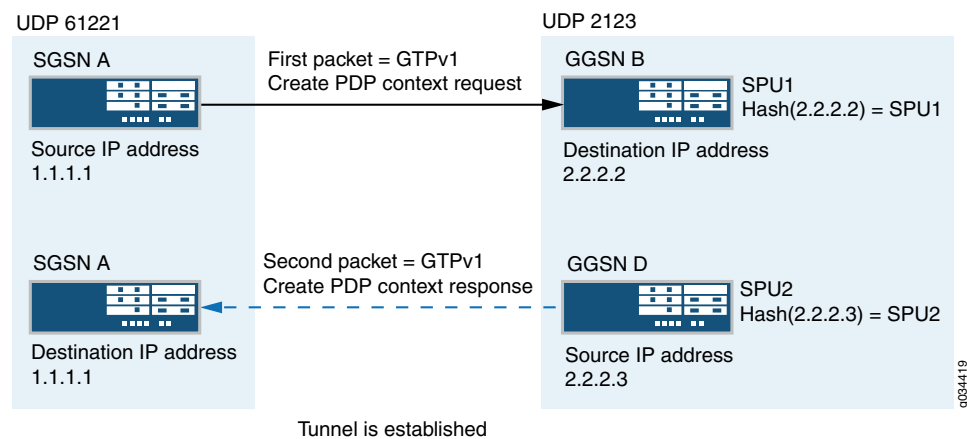 UDP 61221
UDP 2123
SGSN A
First packet = GTPv1
Create PDP context request
GGSN B
SPU1
Hash(2.2.2.2) = SPU1
Source IP address
1.1.1.1
Destination IP address
2.2.2.2
SGSN A
Second packet = GTPv1
Create PDP context response
GGSN D
SPU2
Hash(2.2.2.3) = SPU2
Destination IP address
1.1.1.1
Source IP address
2.2.2.3
Tunnel is established
g034419